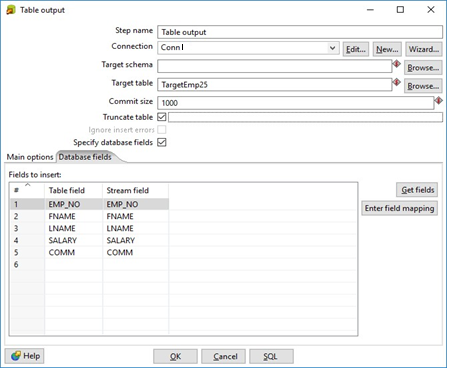 Table output
Step name Table output
Connection Conn1 Edit... New... Wizard...
Target schema Browse...
Target table TargetEmp25 Browse...
Commit size 1000
Truncate table
Ignore insert errors
Specify database fields
Main options Database fields
Fields to insert:
# Table field Stream field Get fields
1 EMP_NO EMP_NO Enter field mapping
2 FNAME FNAME
3 LNAME LNAME
4 SALARY SALARY
5 COMM COMM
6
Help OK Cancel SQL